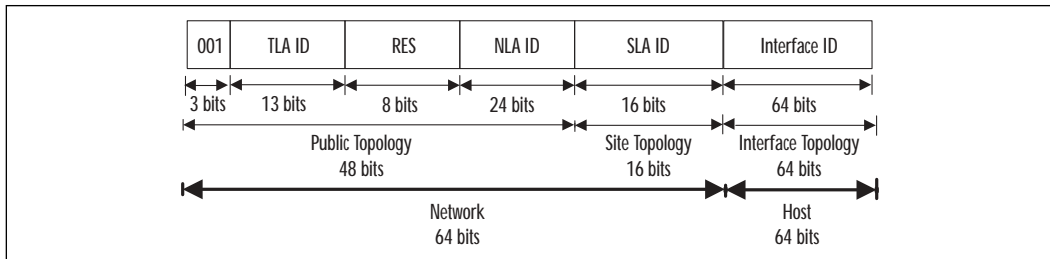 001 TLA ID RES NLA ID SLA ID Interface ID
3 bits 13 bits 8 bits 24 bits 16 bits 64 bits
Public Topology Site Topology Interface Topology
48 bits 16 bits 64 bits
Network Host
64 bits 64 bits